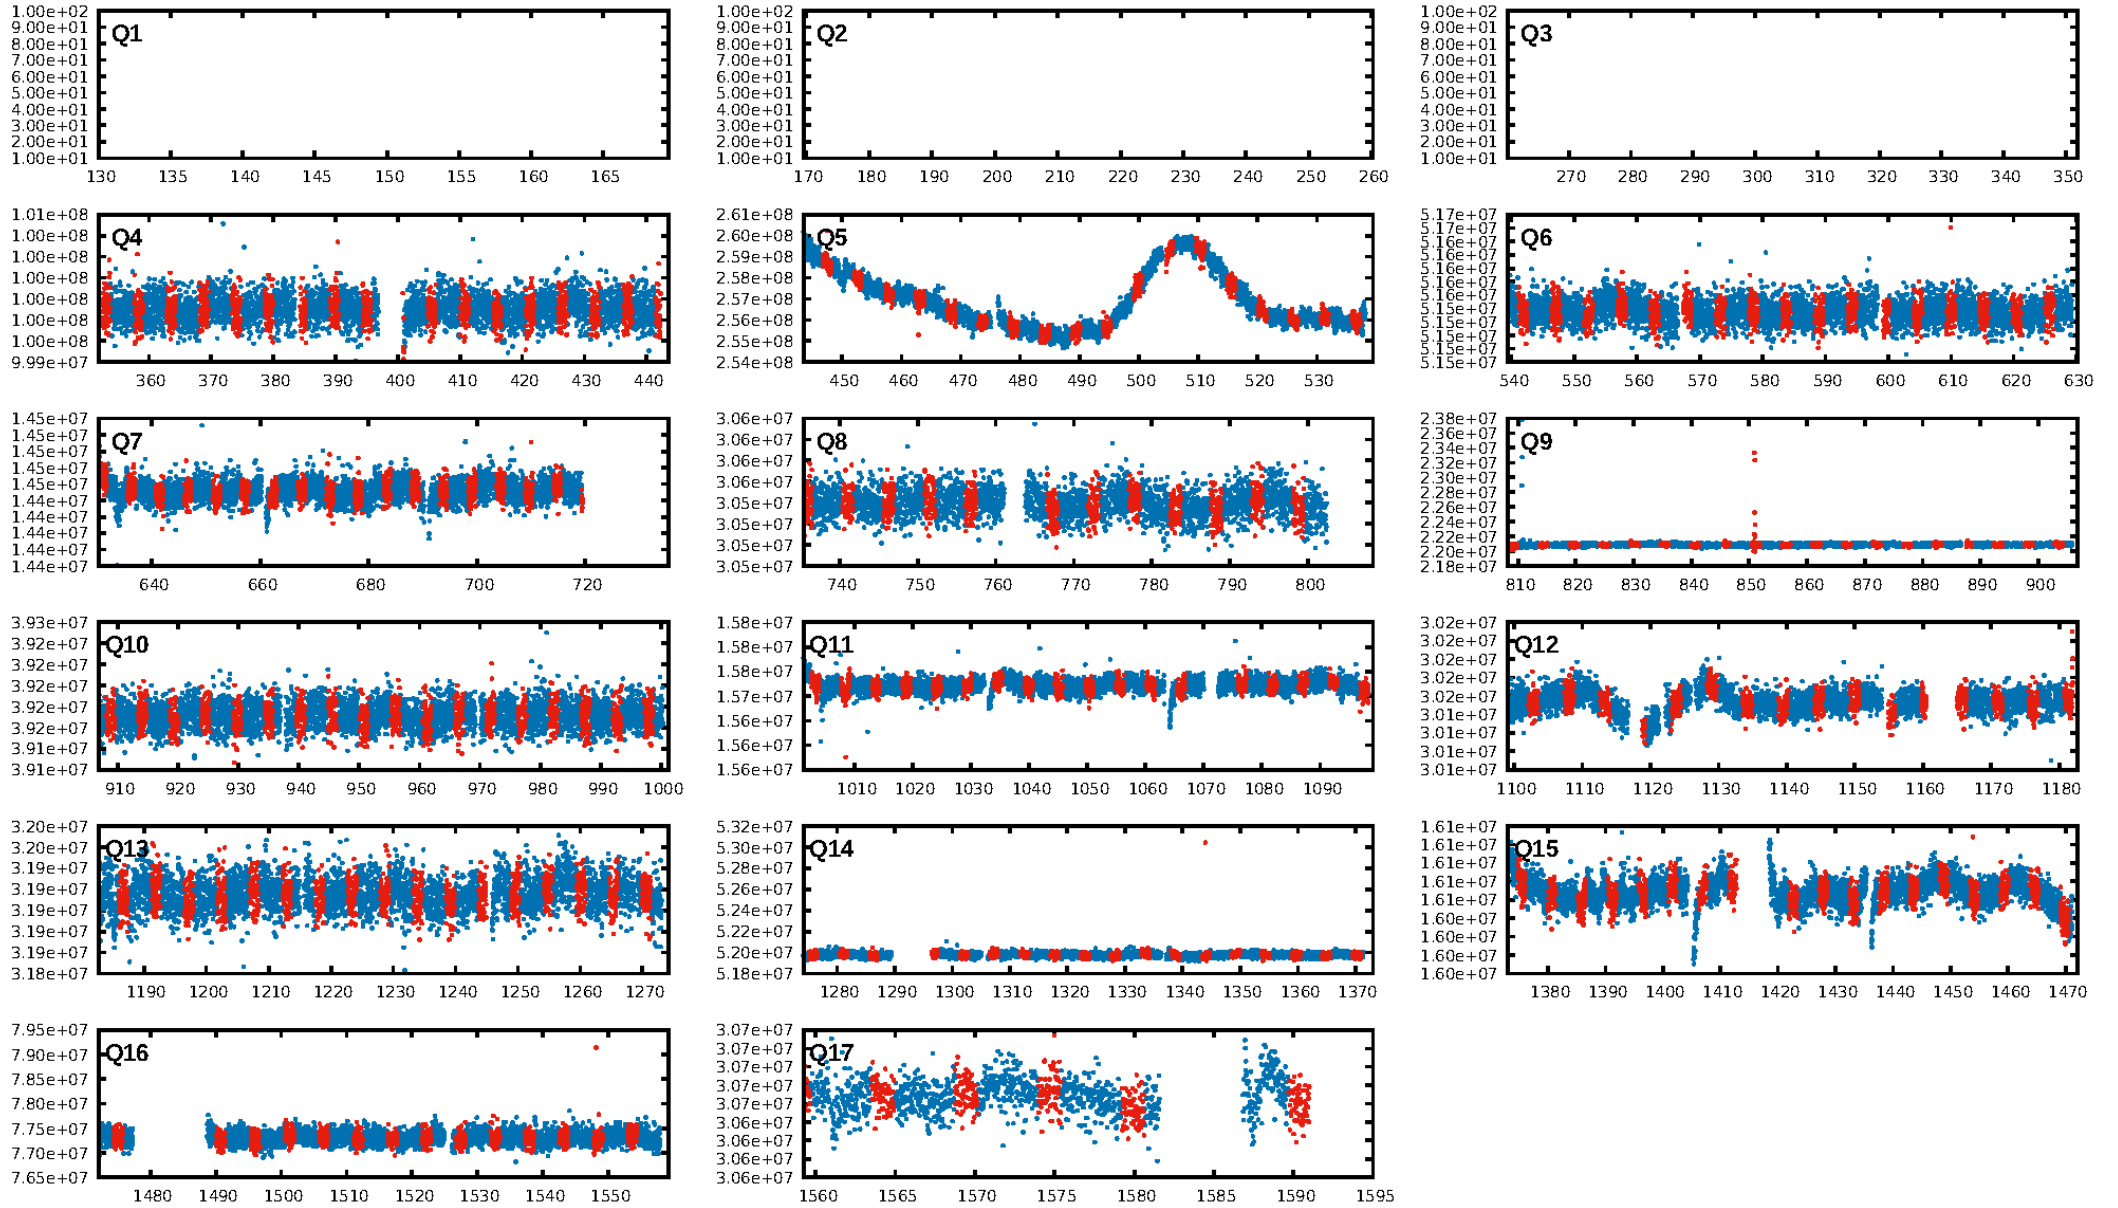 1.00e+02
9.00e+01
8.00e+01
7.00e+01
6.00e+01
5.00e+01
4.00e+01
3.00e+01
2.00e+01
1.00e+01
Q1
130 135 140 145 150 155 160 165
1.00e+02
9.00e+01
8.00e+01
7.00e+01
6.00e+01
5.00e+01
4.00e+01
3.00e+01
2.00e+01
1.00e+01
Q2
170 180 190 200 210 220 230 240 250 260
1.00e+02
9.00e+01
8.00e+01
7.00e+01
6.00e+01
5.00e+01
4.00e+01
3.00e+01
2.00e+01
1.00e+01
Q3
270 280 290 300 310 320 330 340 350
1.01e+08
1.00e+08
1.00e+08
1.00e+08
1.00e+08
1.00e+08
1.00e+08
9.99e+07
Q4
360 370 380 390 400 410 420 430 440
2.61e+08
2.60e+08
2.59e+08
2.58e+08
2.57e+08
2.56e+08
2.55e+08
2.54e+08
Q5
450 460 470 480 490 500 510 520 530
5.17e+07
5.17e+07
5.16e+07
5.16e+07
5.16e+07
5.16e+07
5.16e+07
5.15e+07
5.15e+07
5.15e+07
5.15e+07
5.15e+07
Q6
540 550 560 570 580 590 600 610 620 630
1.45e+07
1.45e+07
1.45e+07
1.45e+07
1.45e+07
1.44e+07
1.44e+07
1.44e+07
1.44e+07
1.44e+07
Q7
640 660 680 700 720
3.06e+07
3.06e+07
3.06e+07
3.06e+07
3.05e+07
3.05e+07
3.05e+07
3.05e+07
Q8
740 750 760 770 780 790 800
2.38e+07
2.36e+07
2.34e+07
2.32e+07
2.30e+07
2.28e+07
2.26e+07
2.24e+07
2.22e+07
2.20e+07
2.18e+07
Q9
810 820 830 840 850 860 870 880 890 900
3.93e+07
3.92e+07
3.92e+07
3.92e+07
3.92e+07
3.92e+07
3.91e+07
3.91e+07
Q10
910 920 930 940 950 960 970 980 990 1000
1.58e+07
1.58e+07
1.58e+07
1.57e+07
1.56e+07
1.56e+07
1.56e+07
Q11
1010 1020 1030 1040 1050 1060 1070 1080 1090
3.02e+07
3.02e+07
3.02e+07
3.02e+07
3.02e+07
3.01e+07
3.01e+07
3.01e+07
3.01e+07
Q12
1100 1110 1120 1130 1140 1150 1160 1170 1180
3.20e+07
3.20e+07
3.19e+07
3.19e+07
3.19e+07
3.19e+07
3.19e+07
3.18e+07
Q13
1190 1200 1210 1220 1230 1240 1250 1260 1270
5.32e+07
5.30e+07
5.28e+07
5.26e+07
5.24e+07
5.22e+07
5.20e+07
5.18e+07
Q14
1280 1290 1300 1310 1320 1330 1340 1350 1360 1370
1.61e+07
1.61e+07
1.61e+07
1.61e+07
1.61e+07
1.60e+07
1.60e+07
1.60e+07
1.60e+07
Q15
1380 1390 1400 1410 1420 1430 1440 1450 1460 1470
7.95e+07
7.90e+07
7.85e+07
7.80e+07
7.75e+07
7.70e+07
7.65e+07
Q16
1480 1490 1500 1510 1520 1530 1540 1550
3.07e+07
3.07e+07
3.07e+07
3.07e+07
3.07e+07
3.06e+07
3.06e+07
3.06e+07
3.06e+07
Q17
1560 1565 1570 1575 1580 1585 1590 1595